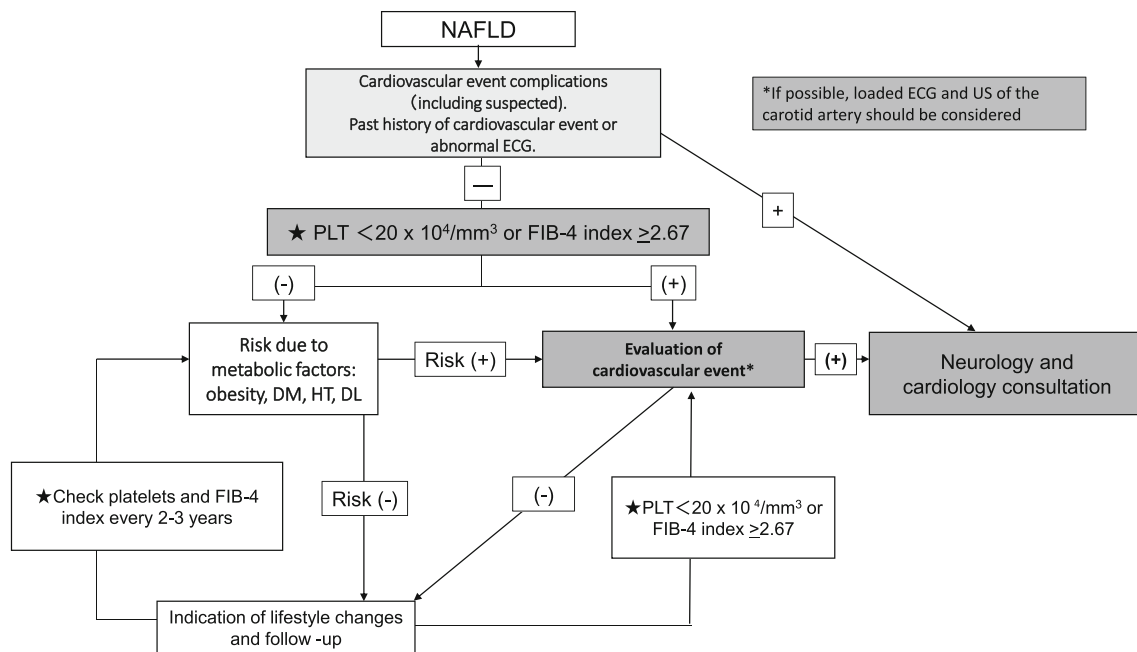 NAFLD
Cardiovascular event complications
(including suspected).
Past history of cardiovascular event or
abnormal ECG.
*If possible, loaded ECG and US of the
carotid artery should be considered
—
+
★ PLT <20 x 10⁴/mm³ or FIB-4 index ≥2.67
(-)
(+)
Risk due to
metabolic factors:
obesity, DM, HT, DL
Risk (+)
Evaluation of
cardiovascular event*
(+)
Neurology and
cardiology consultation
★Check platelets and FIB-4
index every 2-3 years
Risk (-)
(-)
★PLT<20 x 10 ⁴/mm³ or
FIB-4 index ≥2.67
Indication of lifestyle changes
and follow -up